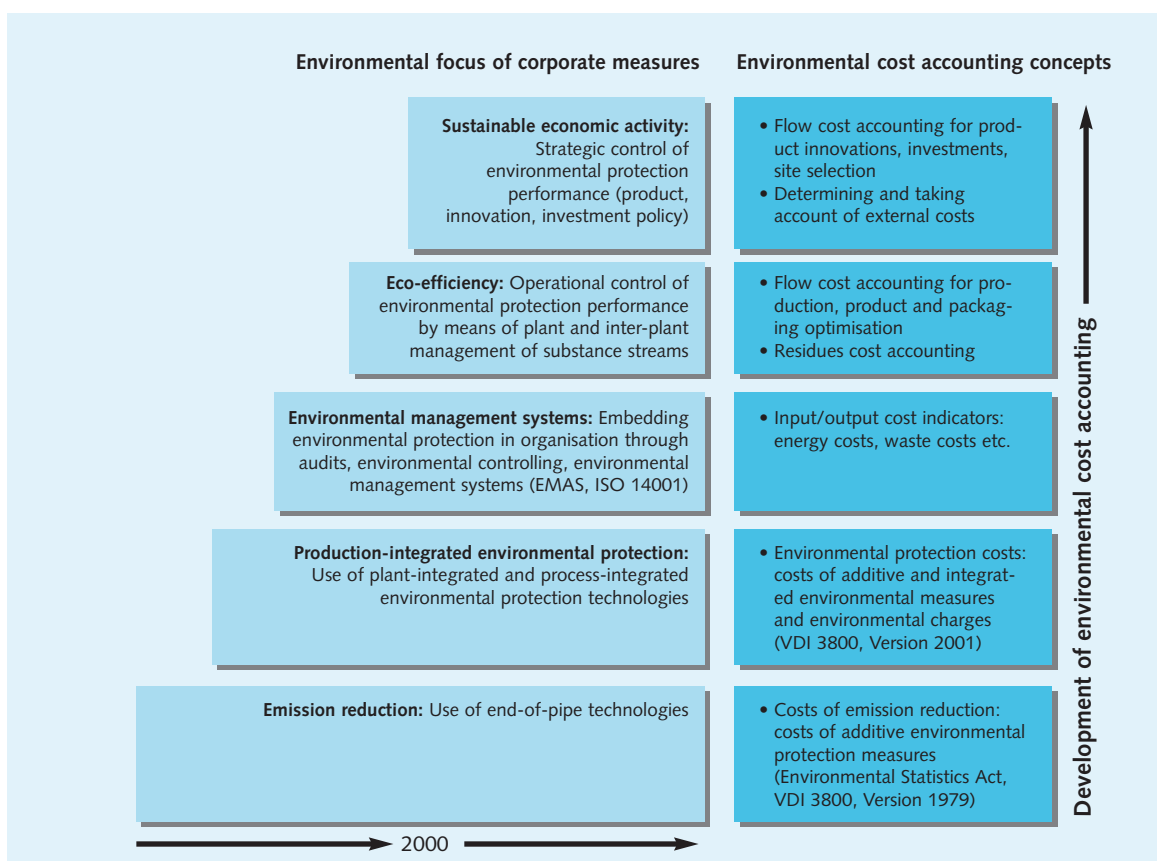 Environmental focus of corporate measures
Environmental cost accounting concepts
Sustainable economic activity:
Strategic control of
environmental protection
performance (product,
innovation, investment policy)
• Flow cost accounting for prod-
uct innovations, investments,
site selection
• Determining and taking
account of external costs
Eco-efficiency: Operational control of
environmental protection performance
by means of plant and inter-plant
management of substance streams
• Flow cost accounting for pro-
duction, product and packag-
ing optimisation
• Residues cost accounting
Environmental management systems: Embedding
environmental protection in organisation through
audits, environmental controlling, environmental
management systems (EMAS, ISO 14001)
• Input/output cost indicators:
energy costs, waste costs etc.
Production-integrated environmental protection:
Use of plant-integrated and process-integrated
environmental protection technologies
• Environmental protection costs:
costs of additive and integrat-
ed environmental measures
and environmental charges
(VDI 3800, Version 2001)
Emission reduction: Use of end-of-pipe technologies
• Costs of emission reduction:
costs of additive environmental
protection measures
(Environmental Statistics Act,
VDI 3800, Version 1979)
Development of environmental cost accounting
2000